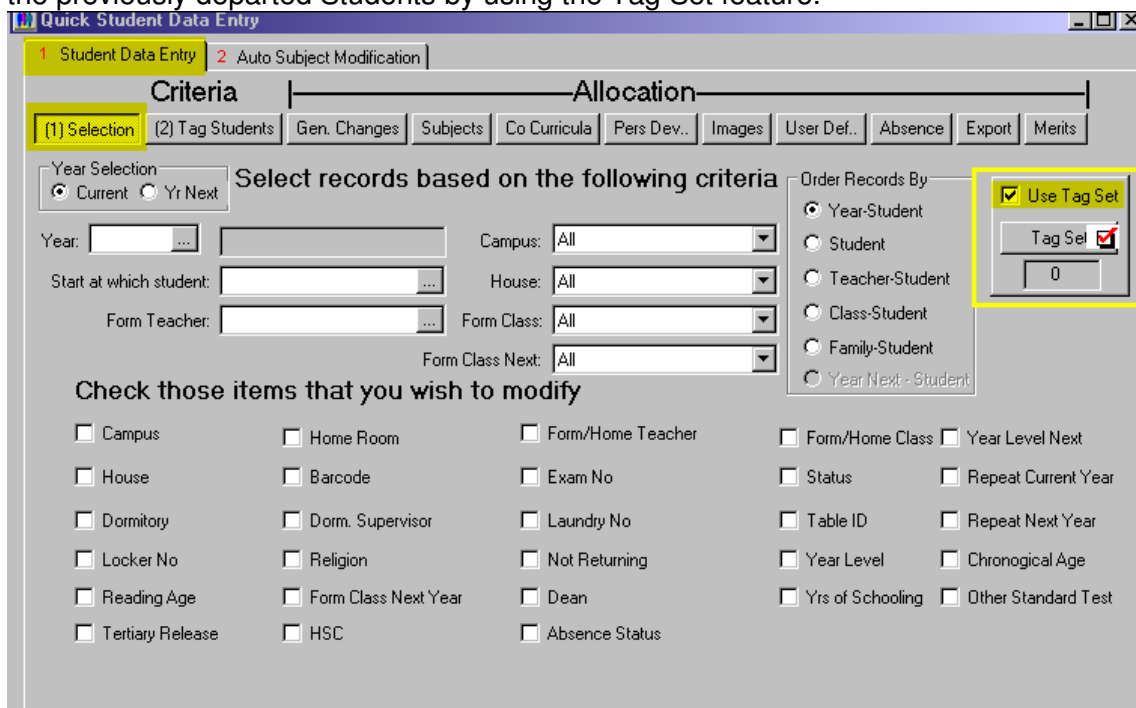 the previously departed Students by using the Tag Set feature.
Quick Student Data Entry
1 Student Data Entry 2 Auto Subject Modification
Criteria |—Allocation—|
(1) Selection (2) Tag Students Gen. Changes Subjects Co Curricula Pers Dev.. Images User Def.. Absence Export Merits
Year Selection
Current Yr Next
Select records based on the following criteria
Order Records By
Year-Student
Student
Teacher-Student
Class-Student
Family-Student
Year Next - Student
Use Tag Set
Tag Set
0
Year: ...
Campus: All
Start at which student: ...
House: All
Form Teacher: ...
Form Class: All
Form Class Next: All
Check those items that you wish to modify
Campus Home Room Form/Home Teacher Form/Home Class Year Level Next
House Barcode Exam No Status Repeat Current Year
Dormitory Dorm. Supervisor Laundry No Table ID Repeat Next Year
Locker No Religion Not Returning Year Level Chronogical Age
Reading Age Form Class Next Year Dean Yrs of Schooling Other Standard Test
Tertiary Release HSC Absence Status